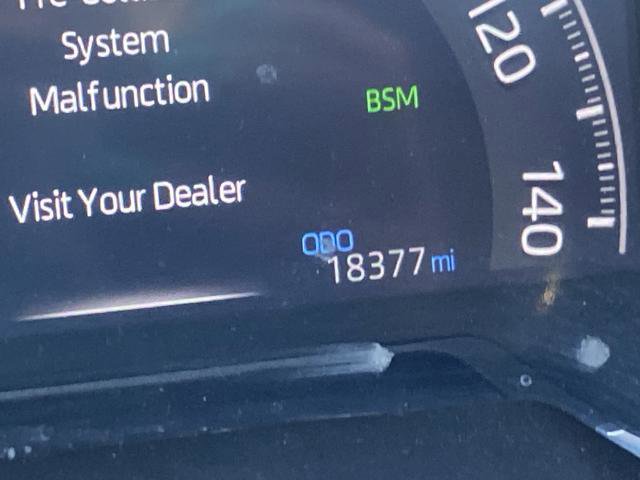 System
Malfunction
BSM
Visit Your Dealer
ODO
18377 mi
120
140